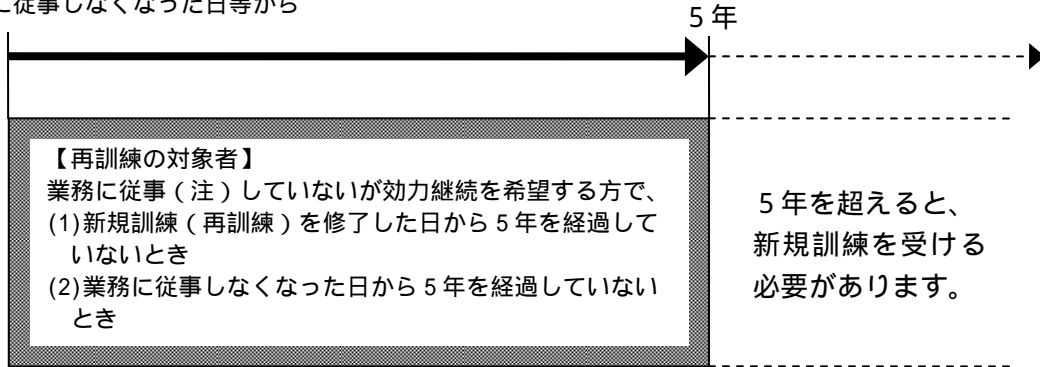 に従事しなくなった日等から
5年
【再訓練の対象者】
業務に従事(注)していないが効力継続を希望する方で、
(1)新規訓練(再訓練)を修了した日から5年を経過して
いないとき
(2)業務に従事しなくなった日から5年を経過していない
とき
5年を超えると、
新規訓練を受ける
必要があります。